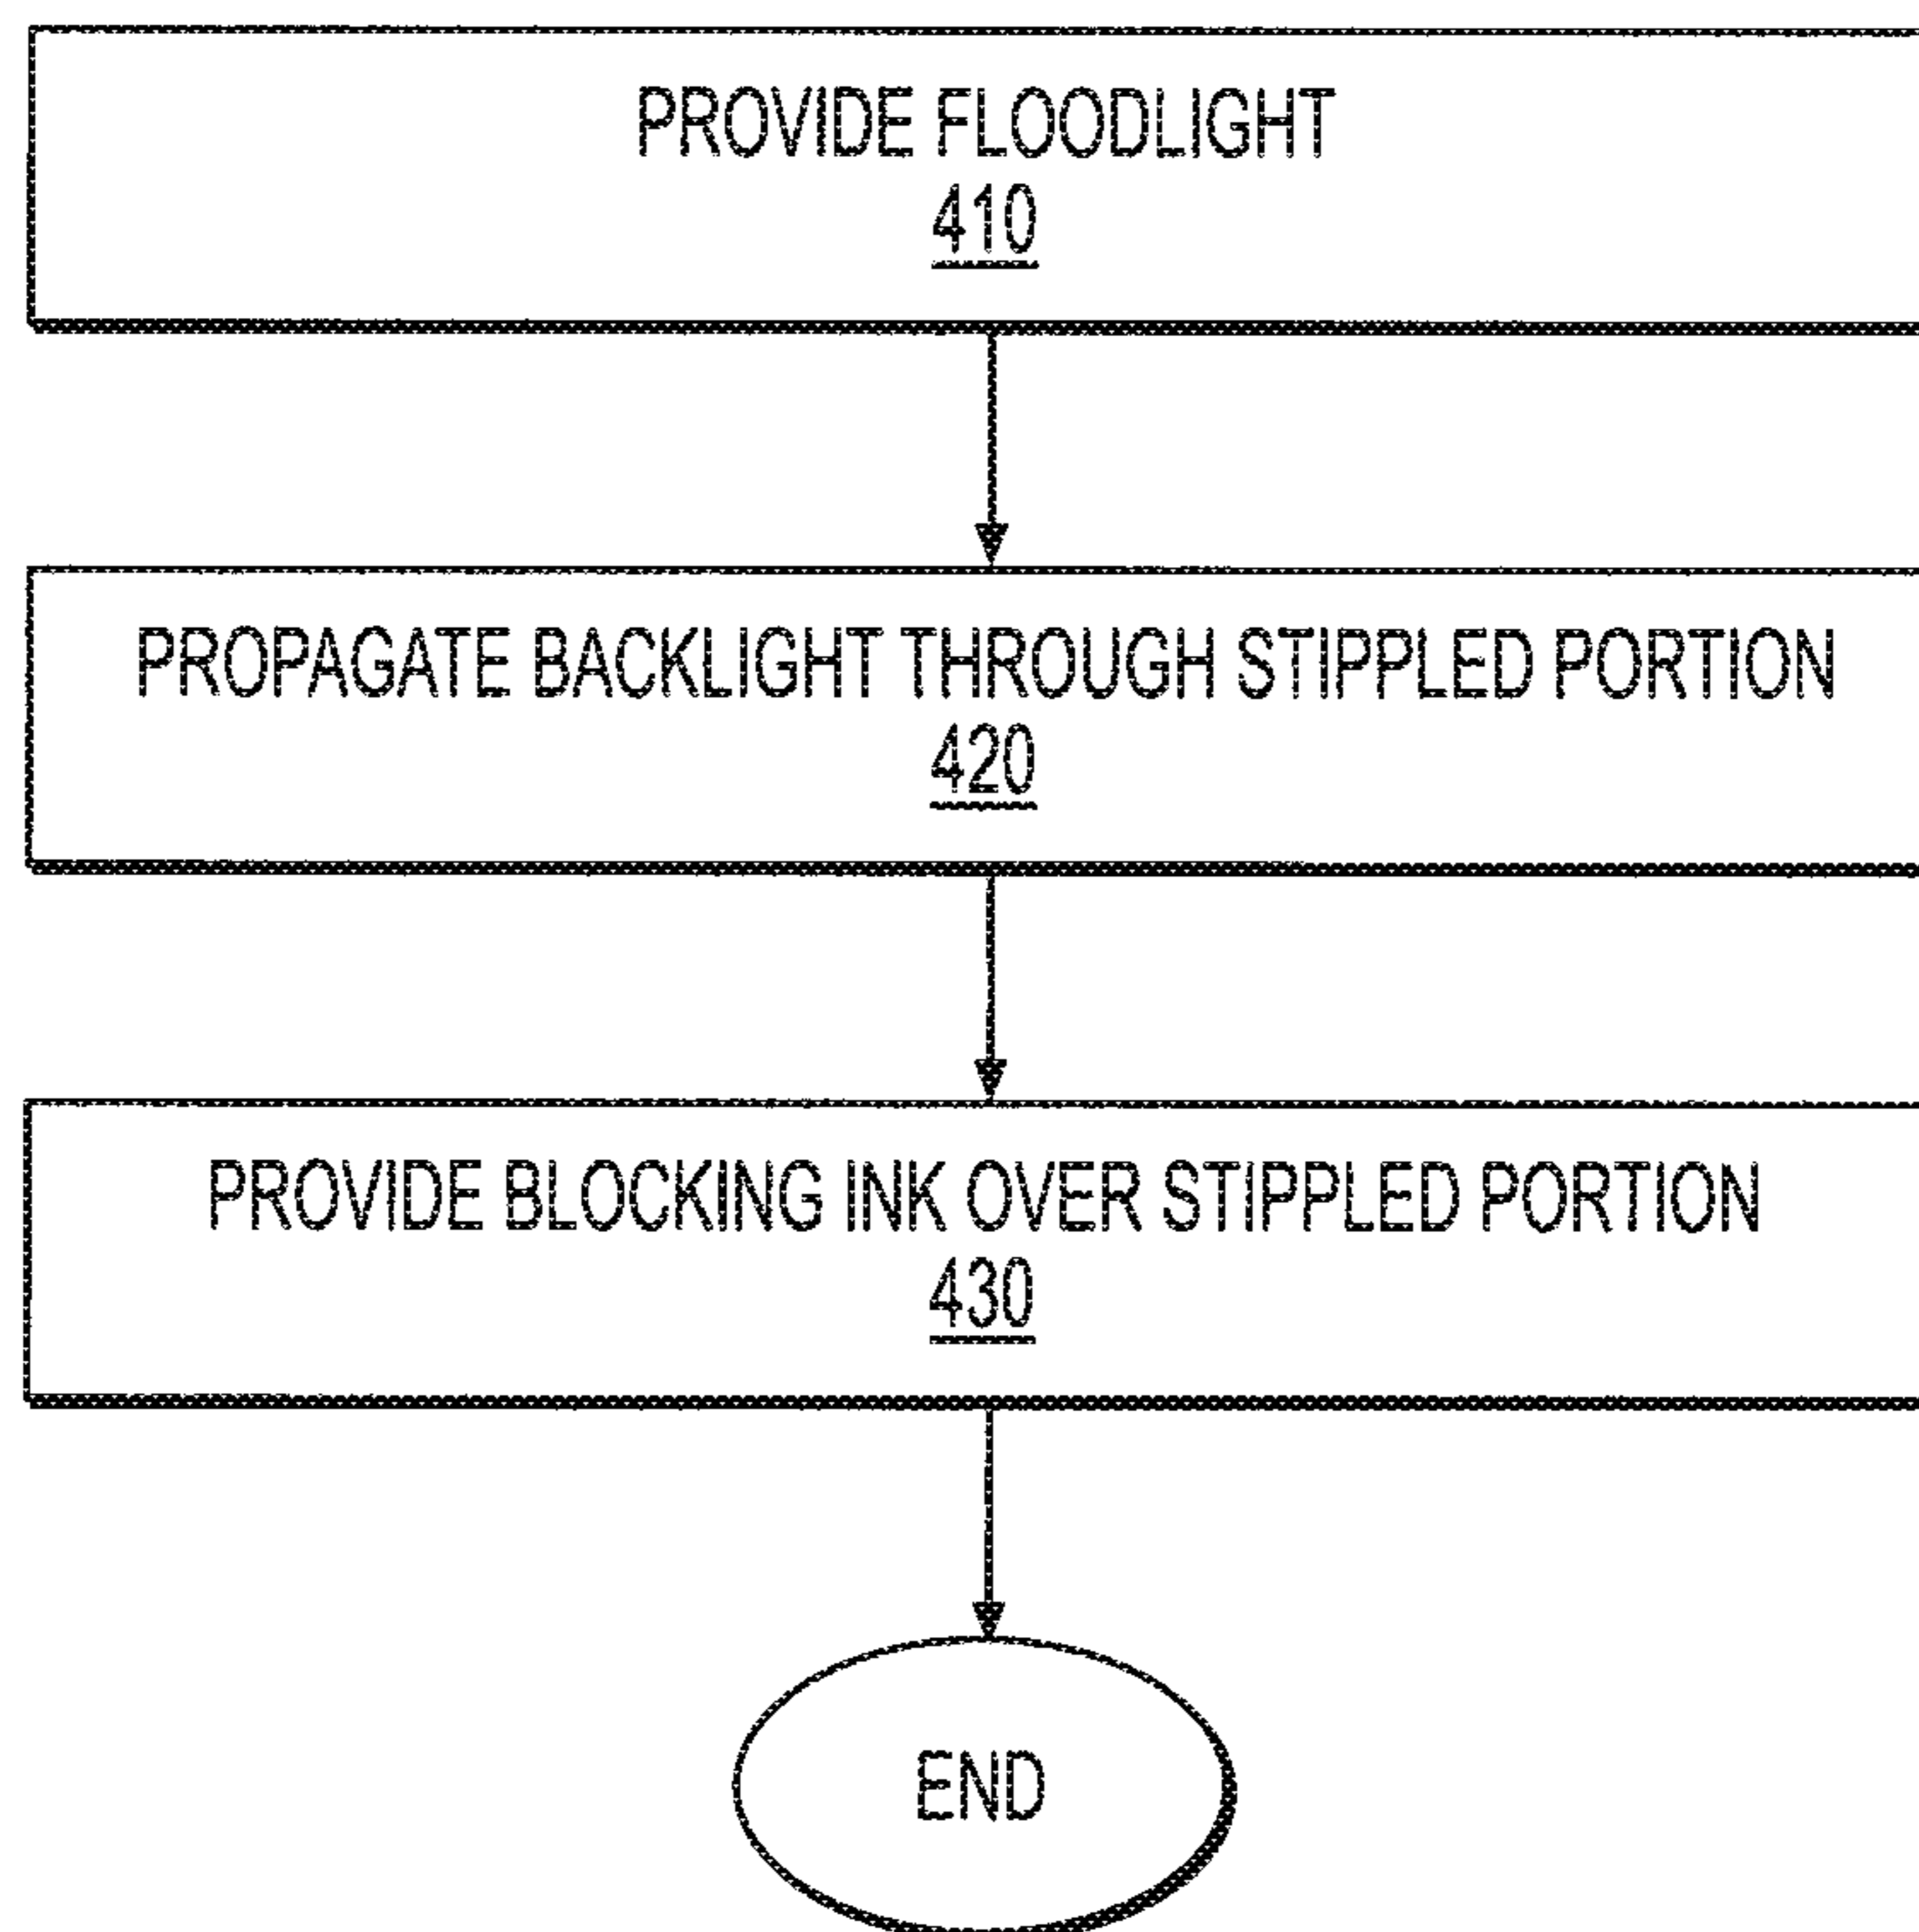 PROVIDE FLOODLIGHT
410
PROPAGATE BACKLIGHT THROUGH STIPPLED PORTION
420
PROVIDE BLOCKING INK OVER STIPPLED PORTION
430
END